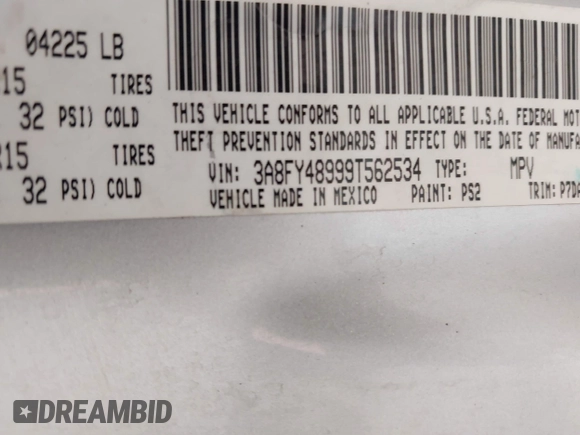 04225 LB
15 TIRES
32 PSI) COLD
R15 TIRES
32 PSI) COLD
THIS VEHICLE CONFORMS TO ALL APPLICABLE U.S.A. FEDERAL MOT
THEFT PREVENTION STANDARDS IN EFFECT ON THE DATE OF MANUFA
VIN: 3A8FY48999T562534 TYPE: MPV
VEHICLE MADE IN MEXICO PAINT: PS2 TRIM: P7DA
DREAMBID